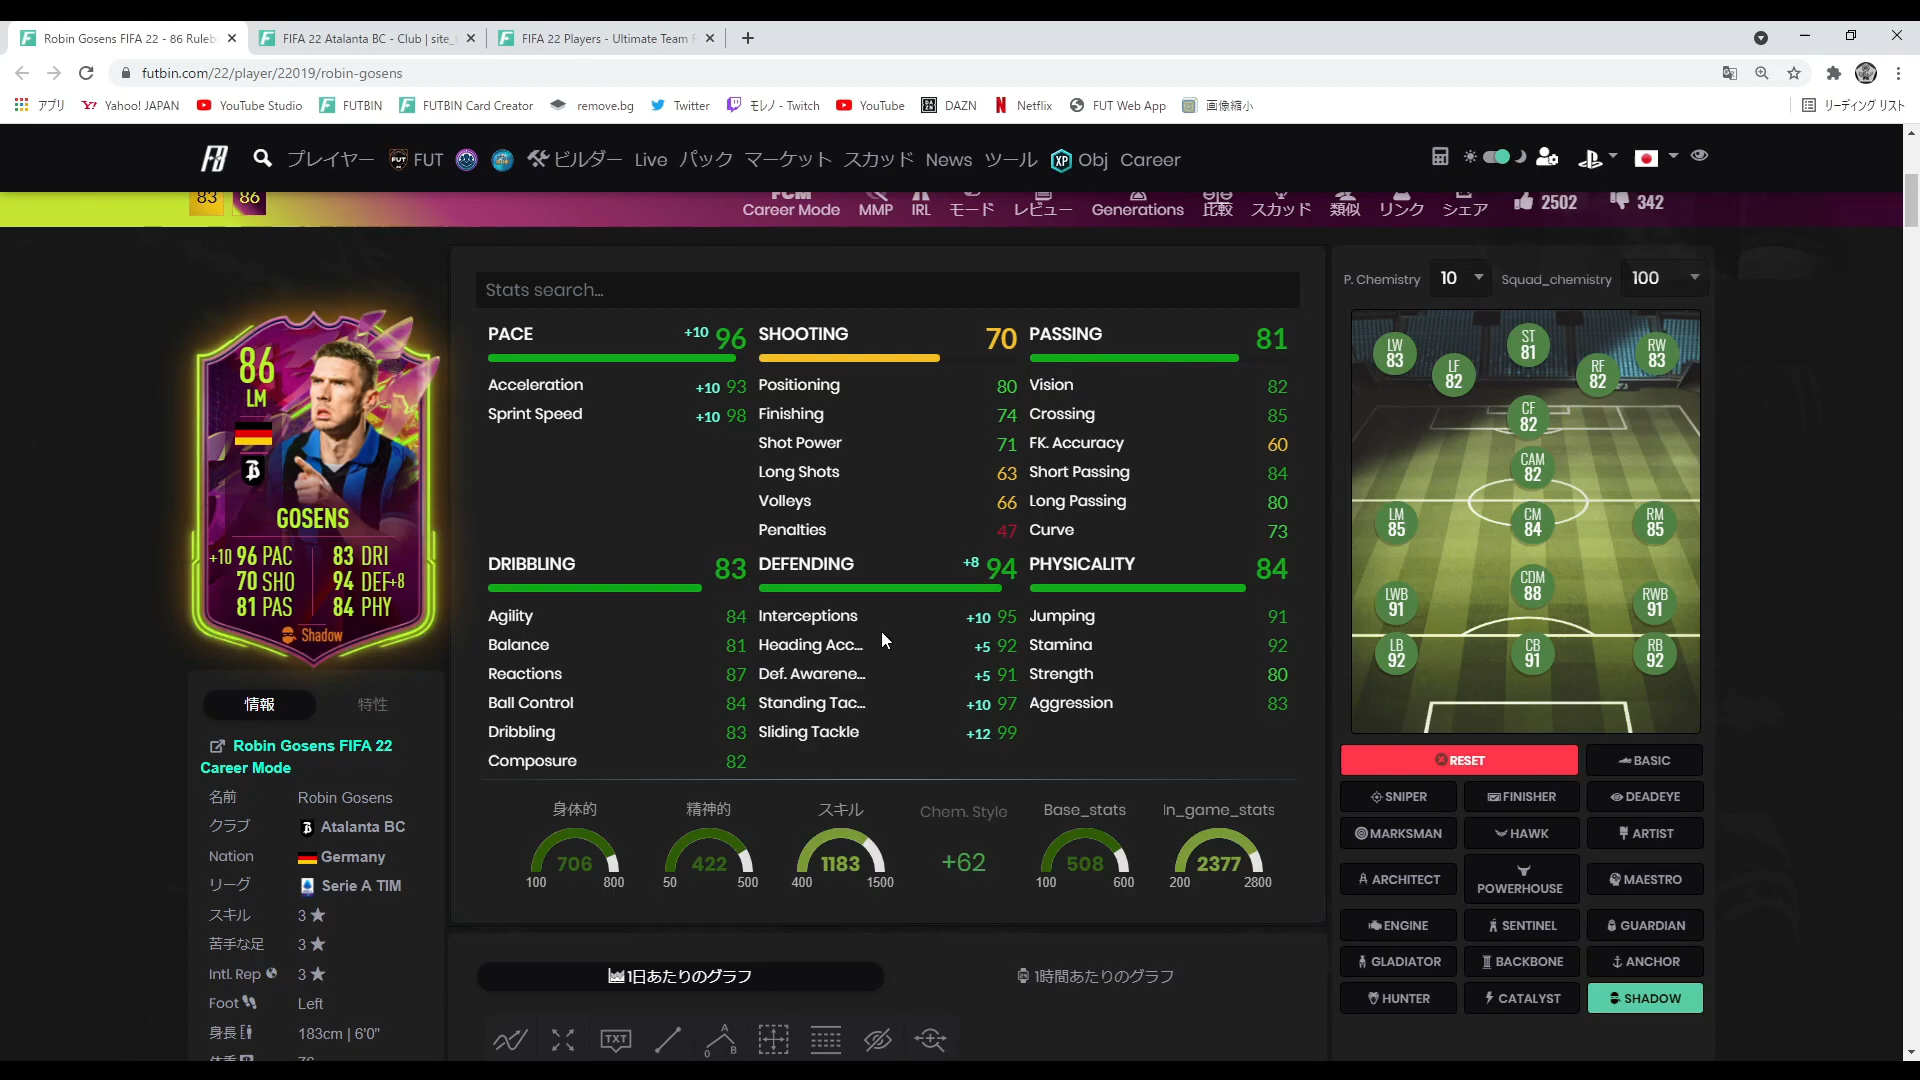 Robin Gosens FIFA 22 - 86 Ruleb
FIFA 22 Atalanta BC - Club | site_
FIFA 22 Players - Ultimate Team
futbin.com/22/player/22019/robin-gosens
アプリ Yahoo! JAPAN YouTube Studio FUTBIN FUTBIN Card Creator remove.bg Twitter モレノ - Twitch YouTube DAZN Netflix FUT Web App 画像縮小 リーディング リスト
プレイヤー FUT ビルダー Live パック マーケット スカッド News ツール XP Obj Career
83 86
Career Mode MMP IRL モード レビュー Generations 比較 スカッド 類似 リンク シェア 2502 342
Stats search...
P. Chemistry 10 Squad_chemistry 100
PACE +10 96
Acceleration +10 93
Sprint Speed +10 98
SHOOTING 70
Positioning 80
Finishing 74
Shot Power 71
Long Shots 63
Volleys 66
Penalties 47
PASSING 81
Vision 82
Crossing 85
FK. Accuracy 60
Short Passing 84
Long Passing 80
Curve 73
DRIBBLING 83
Agility 84
Balance 81
Reactions 87
Ball Control 84
Dribbling 83
Composure 82
DEFENDING +8 94
Interceptions +10 95
Heading Acc... +5 92
Def. Awarene... +5 91
Standing Tac... +10 97
Sliding Tackle +12 99
PHYSICALITY 84
Jumping 91
Stamina 92
Strength 80
Aggression 83
86
LM
GOSENS
+10 96 PAC 83 DRI
70 SHO 94 DEF+8
81 PAS 84 PHY
Shadow
情報 特性
Robin Gosens FIFA 22
Career Mode
名前 Robin Gosens
クラブ Atalanta BC
Nation Germany
リーグ Serie A TIM
スキル 3
苦手な足 3
Intl. Rep 3
Foot Left
身長 183cm | 6'0"
身体的 精神的 スキル Chem. Style Base_stats In_game_stats
706 422 1183 +62 508 2377
100 800 50 500 400 1500 100 600 200 2800
1日あたりのグラフ 1時間あたりのグラフ
TXT
LW 83
LF 82
ST 81
RF 82
RW 83
CF 82
CAM 82
LM 85
CM 84
RM 85
CDM 88
LWB 91
RWB 91
LB 92
CB 91
RB 92
RESET BASIC
SNIPER FINISHER DEADEYE
MARKSMAN HAWK ARTIST
ARCHITECT POWERHOUSE MAESTRO
ENGINE SENTINEL GUARDIAN
GLADIATOR BACKBONE ANCHOR
HUNTER CATALYST SHADOW